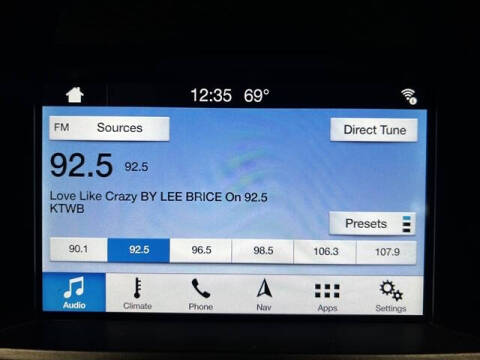 12:35 69°
FM Sources Direct Tune
92.5 92.5
Love Like Crazy BY LEE BRICE On 92.5
KTWB
Presets
90.1 92.5 96.5 98.5 106.3 107.9
Audio Climate Phone Nav Apps Settings